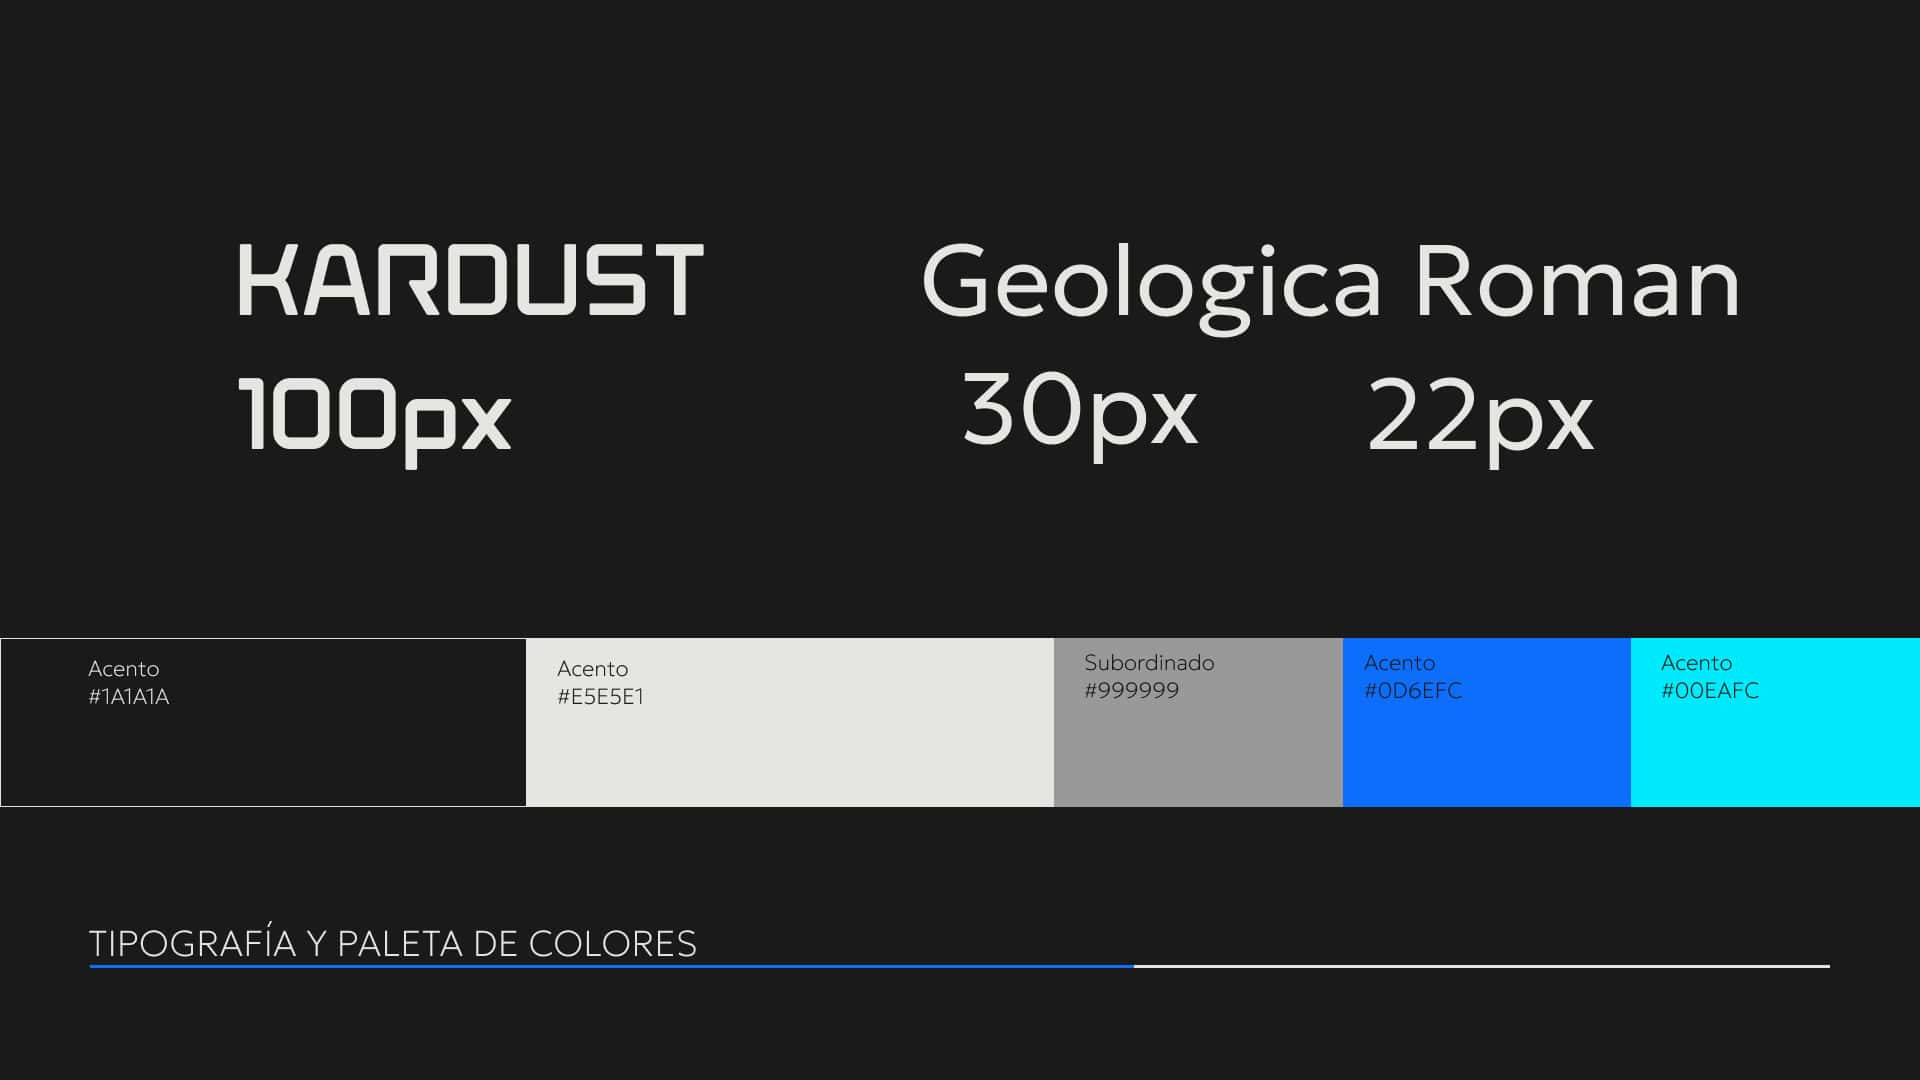 KARDUST
100px
Geologica Roman
30px
22px
Acento
#1A1A1A
Acento
#E5E5E1
Subordinado
#999999
Acento
#0D6EFC
Acento
#00EAFC
TIPOGRAFÍA Y PALETA DE COLORES